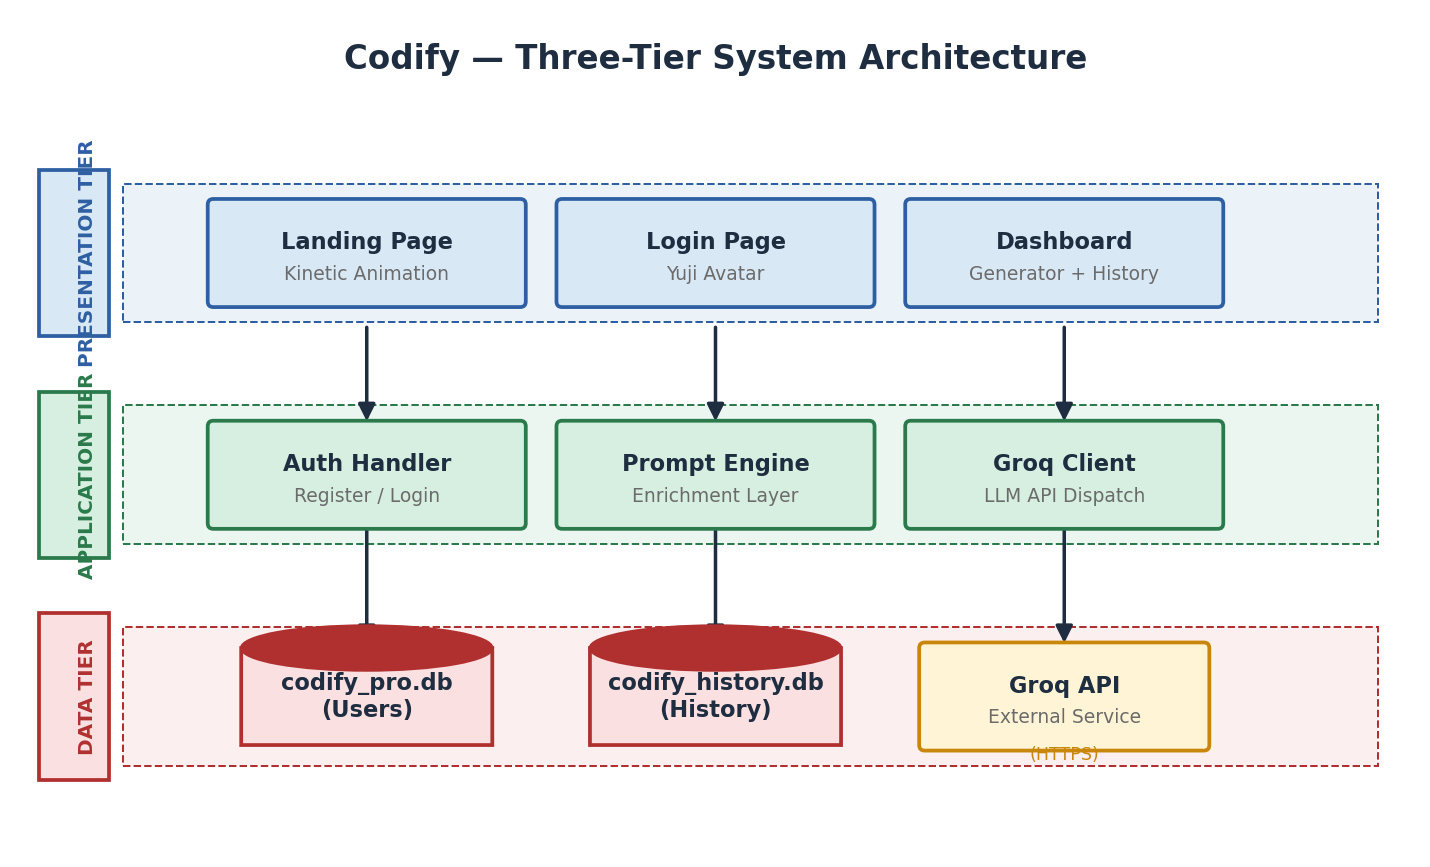 Codify — Three-Tier System Architecture
PRESENTATION TIER
Landing Page
Kinetic Animation
Login Page
Yuji Avatar
Dashboard
Generator + History
APPLICATION TIER
Auth Handler
Register / Login
Prompt Engine
Enrichment Layer
Groq Client
LLM API Dispatch
DATA TIER
codify_pro.db
(Users)
codify_history.db
(History)
Groq API
External Service
(HTTPS)